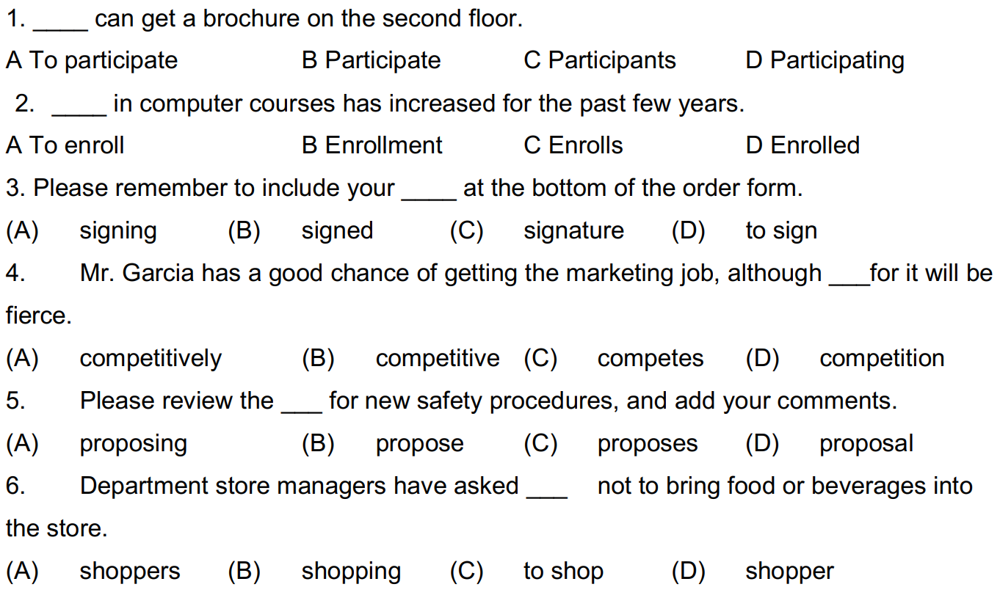 1. ____ can get a brochure on the second floor.
A To participate B Participate C Participants D Participating
2. ____ in computer courses has increased for the past few years.
A To enroll B Enrollment C Enrolls D Enrolled
3. Please remember to include your ____ at the bottom of the order form.
(A) signing (B) signed (C) signature (D) to sign
4. Mr. Garcia has a good chance of getting the marketing job, although ___for it will be
fierce.
(A) competitively (B) competitive (C) competes (D) competition
5. Please review the ___ for new safety procedures, and add your comments.
(A) proposing (B) propose (C) proposes (D) proposal
6. Department store managers have asked ___ not to bring food or beverages into
the store.
(A) shoppers (B) shopping (C) to shop (D) shopper